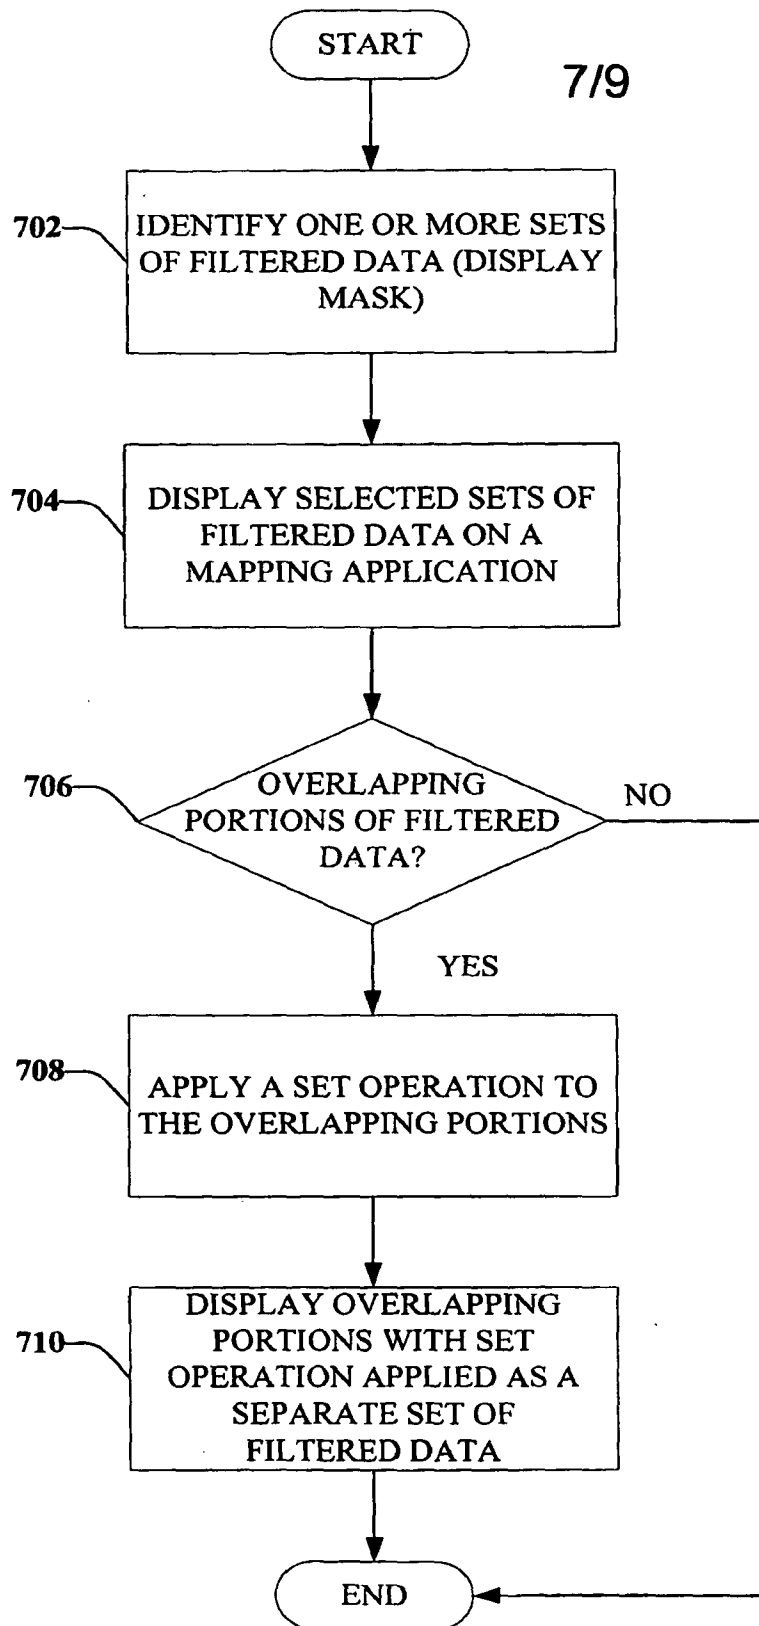 START
7/9
702
IDENTIFY ONE OR MORE SETS
OF FILTERED DATA (DISPLAY
MASK)
704
DISPLAY SELECTED SETS OF
FILTERED DATA ON A
MAPPING APPLICATION
706
OVERLAPPING
PORTIONS OF FILTERED
DATA?
NO
YES
708
APPLY A SET OPERATION TO
THE OVERLAPPING PORTIONS
710
DISPLAY OVERLAPPING
PORTIONS WITH SET
OPERATION APPLIED AS A
SEPARATE SET OF
FILTERED DATA
END